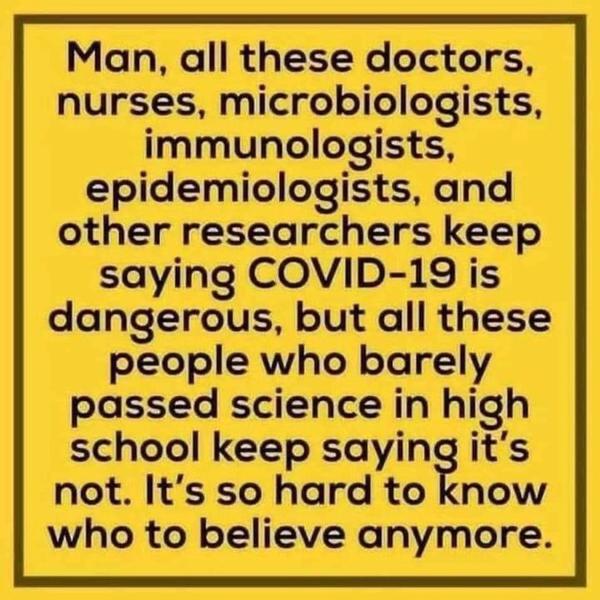 Man, all these doctors,
nurses, microbiologists,
immunologists,
epidemiologists, and
other researchers keep
saying COVID-19 is
dangerous, but all these
people who barely
passed science in high
school keep saying it's
not. It's so hard to know
who to believe anymore.